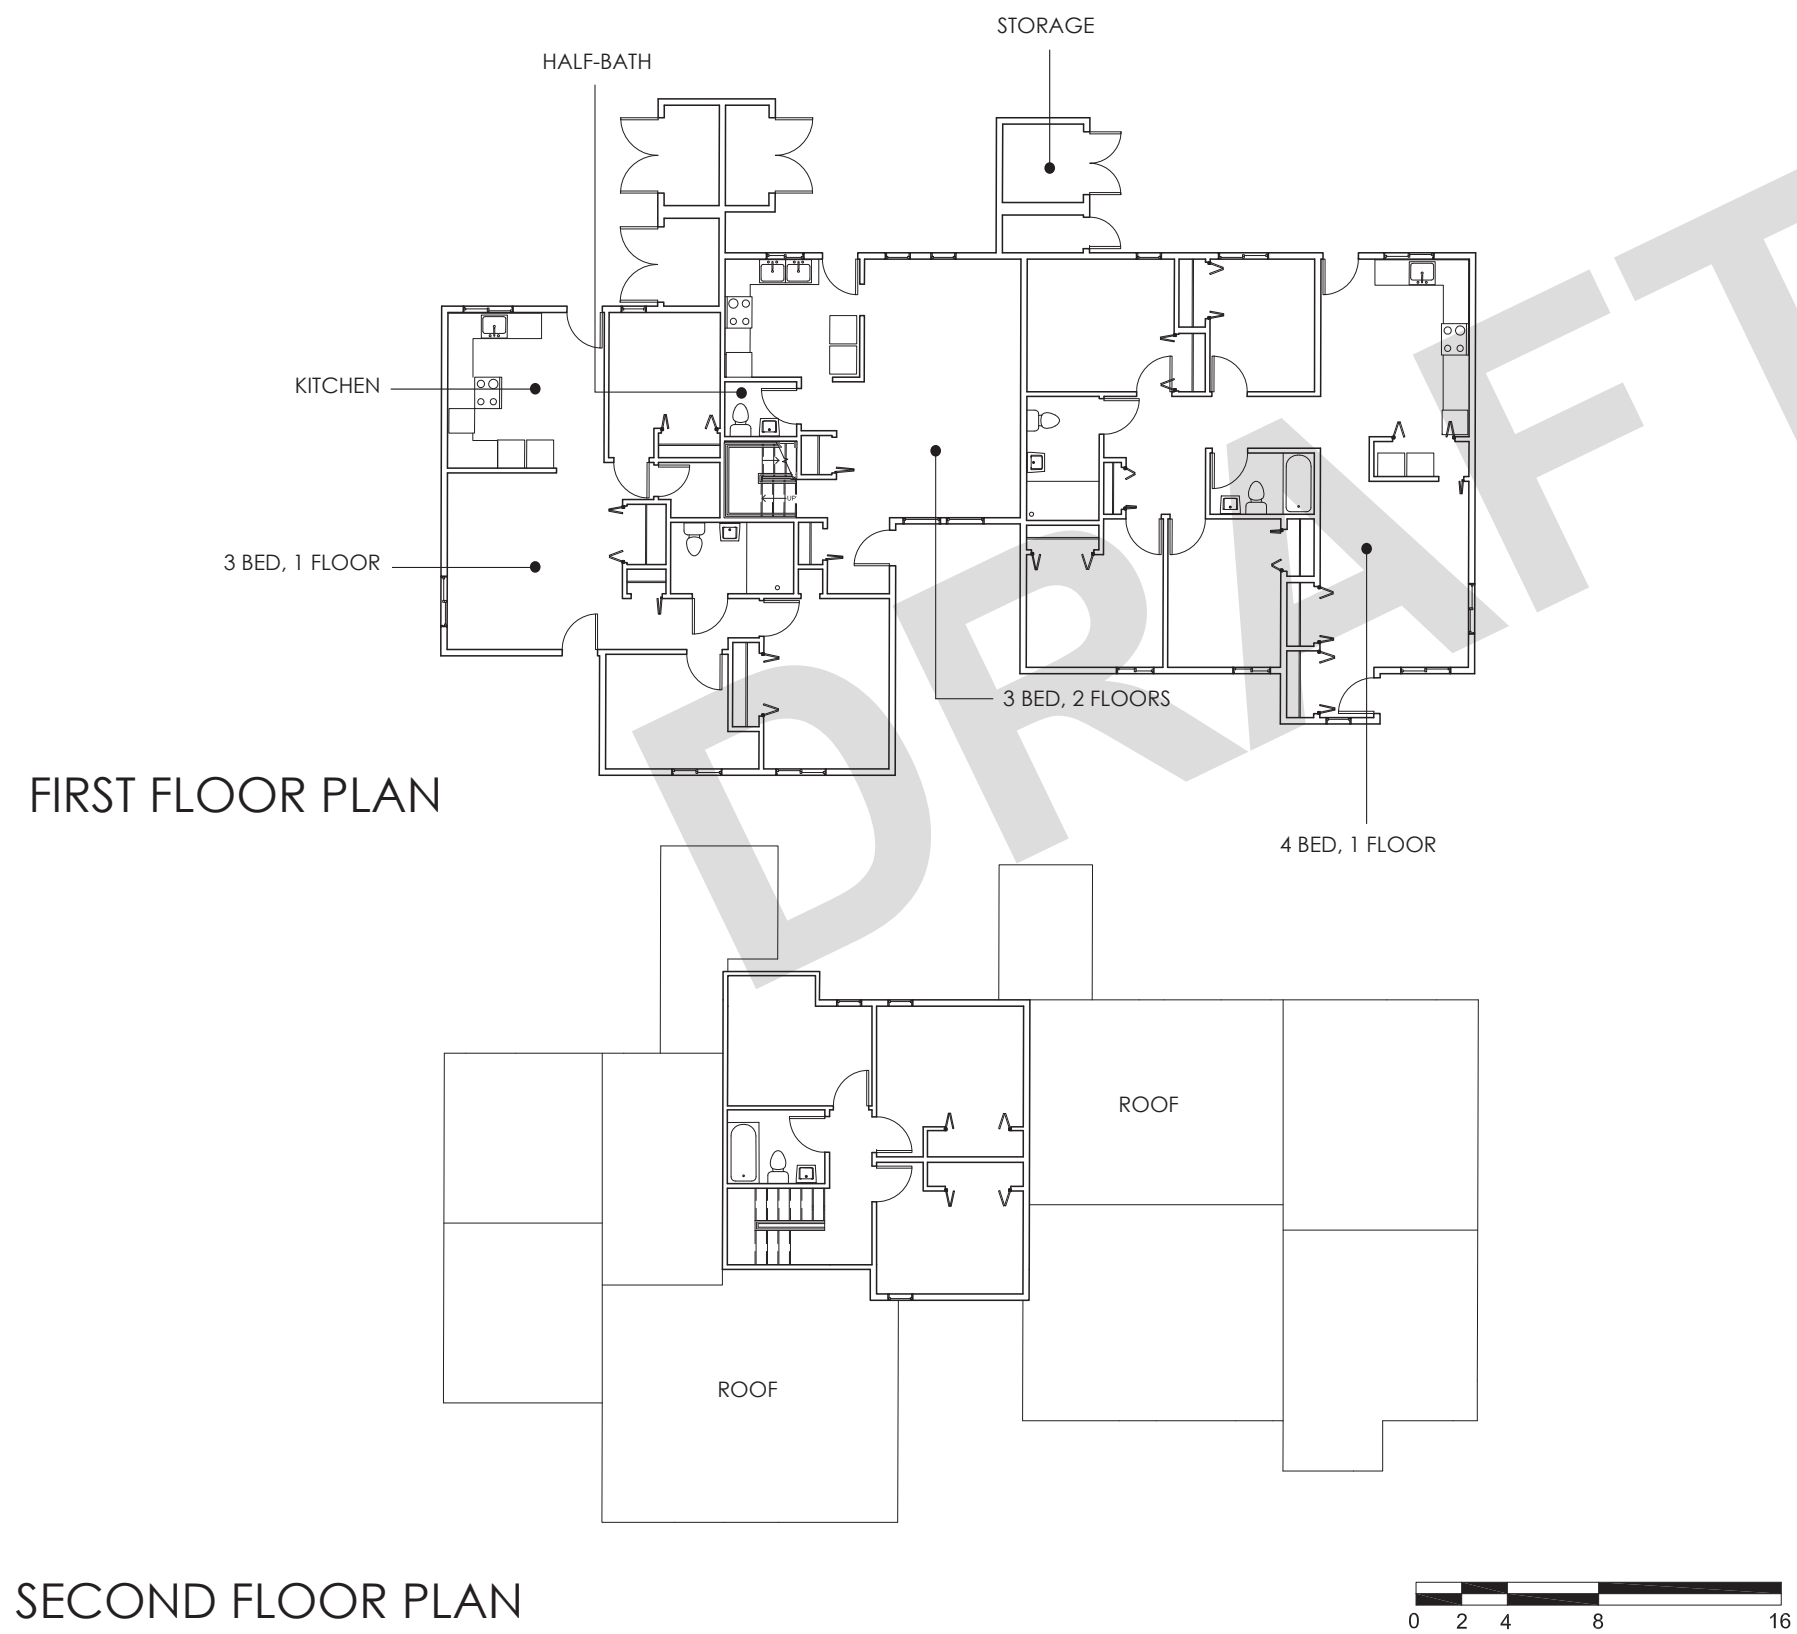 STORAGE
HALF-BATH
KITCHEN
UP
3 BED, 1 FLOOR
3 BED, 2 FLOORS
FIRST FLOOR PLAN
4 BED, 1 FLOOR
DRAFT
ROOF
ROOF
SECOND FLOOR PLAN
0 2 4 8 16